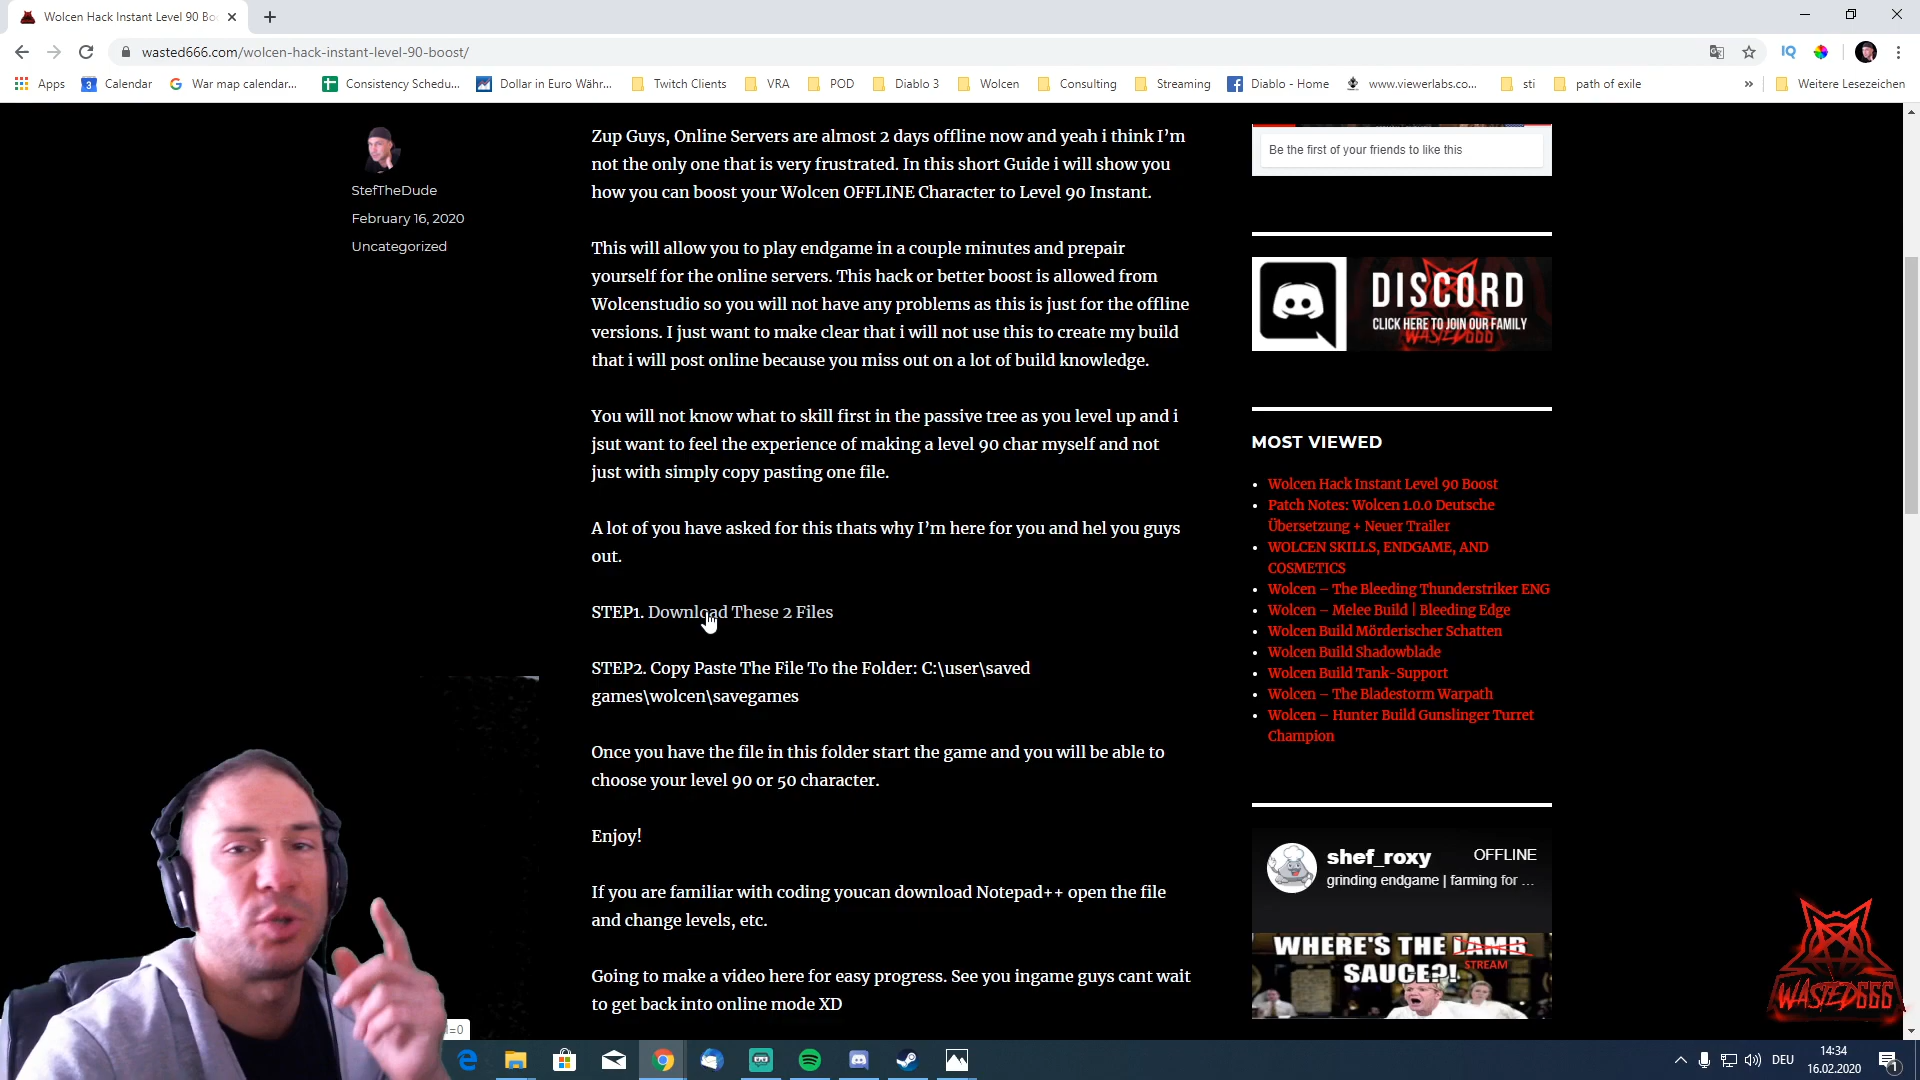 Wolcen Hack Instant Level 90 Bo
wasted666.com/wolcen-hack-instant-level-90-boost/
Apps
Calendar
War map calendar...
Consistency Schedu...
Dollar in Euro Währ...
Twitch Clients
VRA
POD
Diablo 3
Wolcen
Consulting
Streaming
Diablo - Home
www.viewerlabs.co...
sti
path of exile
»
Weitere Lesezeichen
StefTheDude
February 16, 2020
Uncategorized
Zup Guys, Online Servers are almost 2 days offline now and yeah i think I’m
not the only one that is very frustrated. In this short Guide i will show you
how you can boost your Wolcen OFFLINE Character to Level 90 Instant.
This will allow you to play endgame in a couple minutes and prepair
yourself for the online servers. This hack or better boost is allowed from
Wolcenstudio so you will not have any problems as this is just for the offline
versions. I just want to make clear that i will not use this to create my build
that i will post online because you miss out on a lot of build knowledge.
You will not know what to skill first in the passive tree as you level up and i
jsut want to feel the experience of making a level 90 char myself and not
just with simply copy pasting one file.
A lot of you have asked for this thats why I’m here for you and hel you guys
out.
STEP1. Download These 2 Files
STEP2. Copy Paste The File To the Folder: C:\user\saved
games\wolcen\savegames
Once you have the file in this folder start the game and you will be able to
choose your level 90 or 50 character.
Enjoy!
If you are familiar with coding youcan download Notepad++ open the file
and change levels, etc.
Going to make a video here for easy progress. See you ingame guys cant wait
to get back into online mode XD
Be the first of your friends to like this
DISCORD
CLICK HERE TO JOIN OUR FAMILY
WASTED666
MOST VIEWED
Wolcen Hack Instant Level 90 Boost
Patch Notes: Wolcen 1.0.0 Deutsche
Übersetzung + Neuer Trailer
WOLCEN SKILLS, ENDGAME, AND
COSMETICS
Wolcen – The Bleeding Thunderstriker ENG
Wolcen – Melee Build | Bleeding Edge
Wolcen Build Mörderischer Schatten
Wolcen Build Shadowblade
Wolcen Build Tank-Support
Wolcen – The Bladestorm Warpath
Wolcen – Hunter Build Gunslinger Turret
Champion
shef_roxy
OFFLINE
grinding endgame | farming for ...
WHERE'S THE LAMB
STREAM
SAUCE?!
WASTED666
=0
DEU
14:34
16.02.2020
1